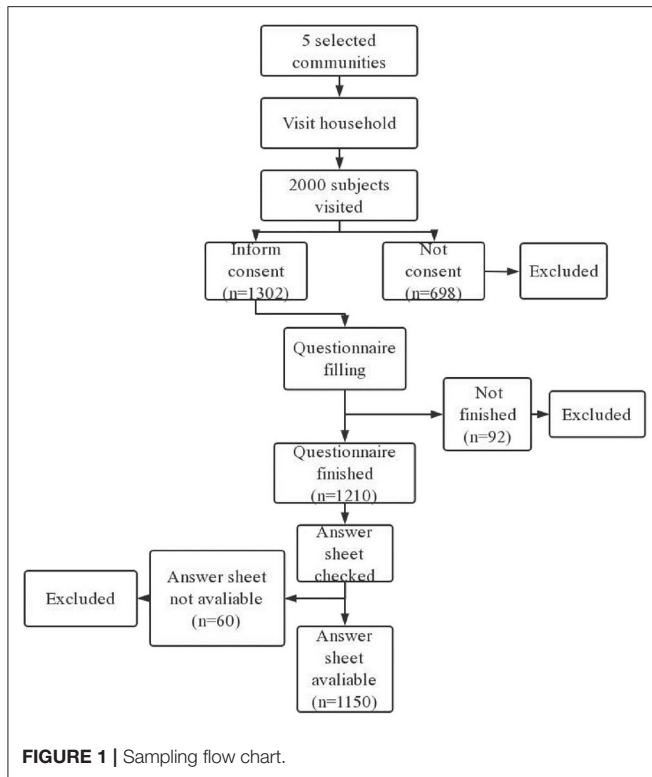 5 selected
communities
Visit household
2000 subjects
visited
Inform
consent
(n=1302)
Not
consent
(n=698)
Excluded
Questionnaire
filling
Not
finished
(n=92)
Excluded
Questionnaire
finished
(n=1210)
Answer
sheet
checked
Excluded
Answer sheet
not avaliable
(n=60)
Answer
sheet
avaliable
(n=1150)
FIGURE 1 | Sampling flow chart.